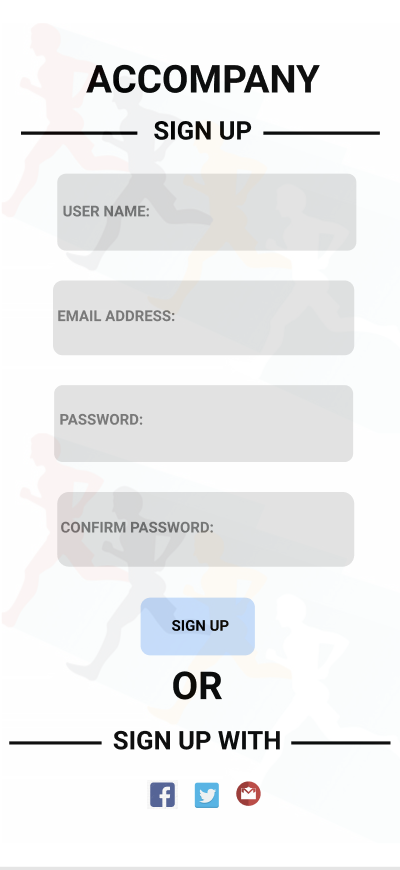 ACCOMPANY
SIGN UP
USER NAME:
EMAIL ADDRESS:
PASSWORD:
CONFIRM PASSWORD:
SIGN UP
OR
SIGN UP WITH